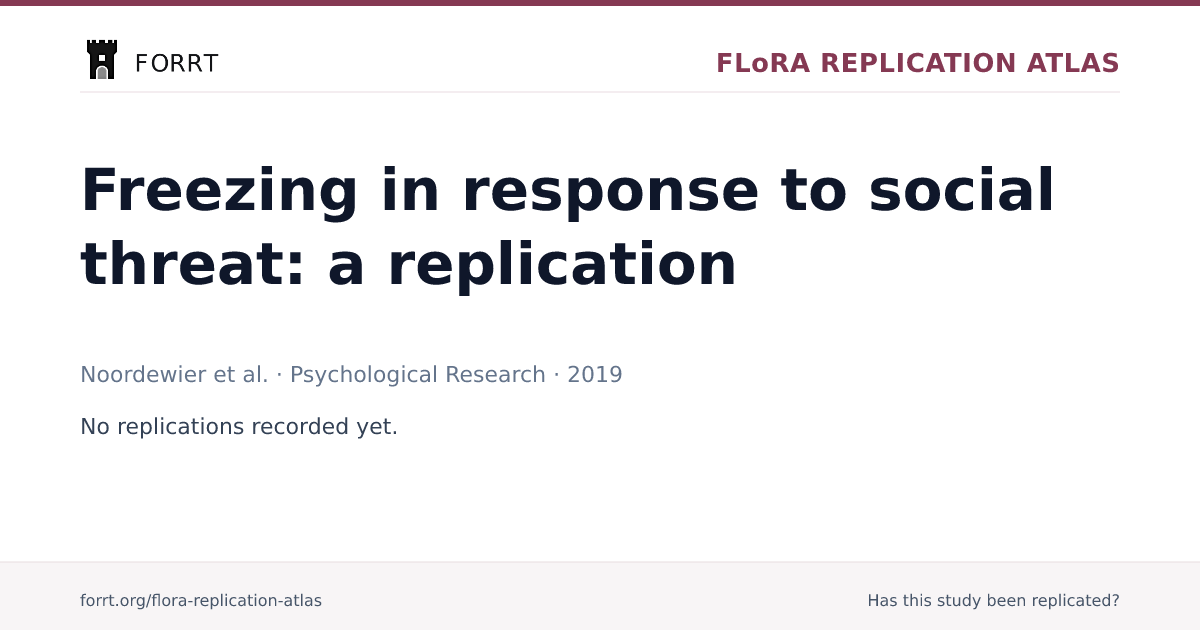 FORRT
FLoRA REPLICATION ATLAS
Freezing in response to social
threat: a replication
Noordewier et al. · Psychological Research · 2019
No replications recorded yet.
forrt.org/flora-replication-atlas
Has this study been replicated?